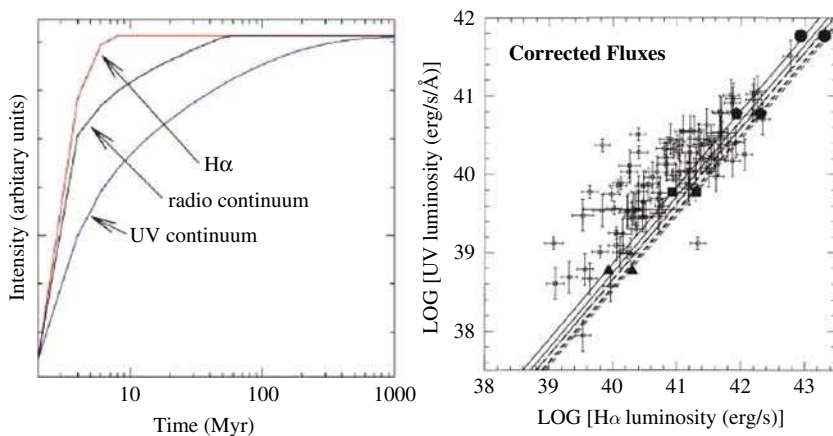 Intensity (arbitary units)
Hα
radio continuum
UV continuum
10
100
1000
Time (Myr)
Corrected Fluxes
LOG [UV luminosity (erg/s/Å)]
42
41
40
39
38
38
39
40
41
42
43
LOG [Hα luminosity (erg/s)]